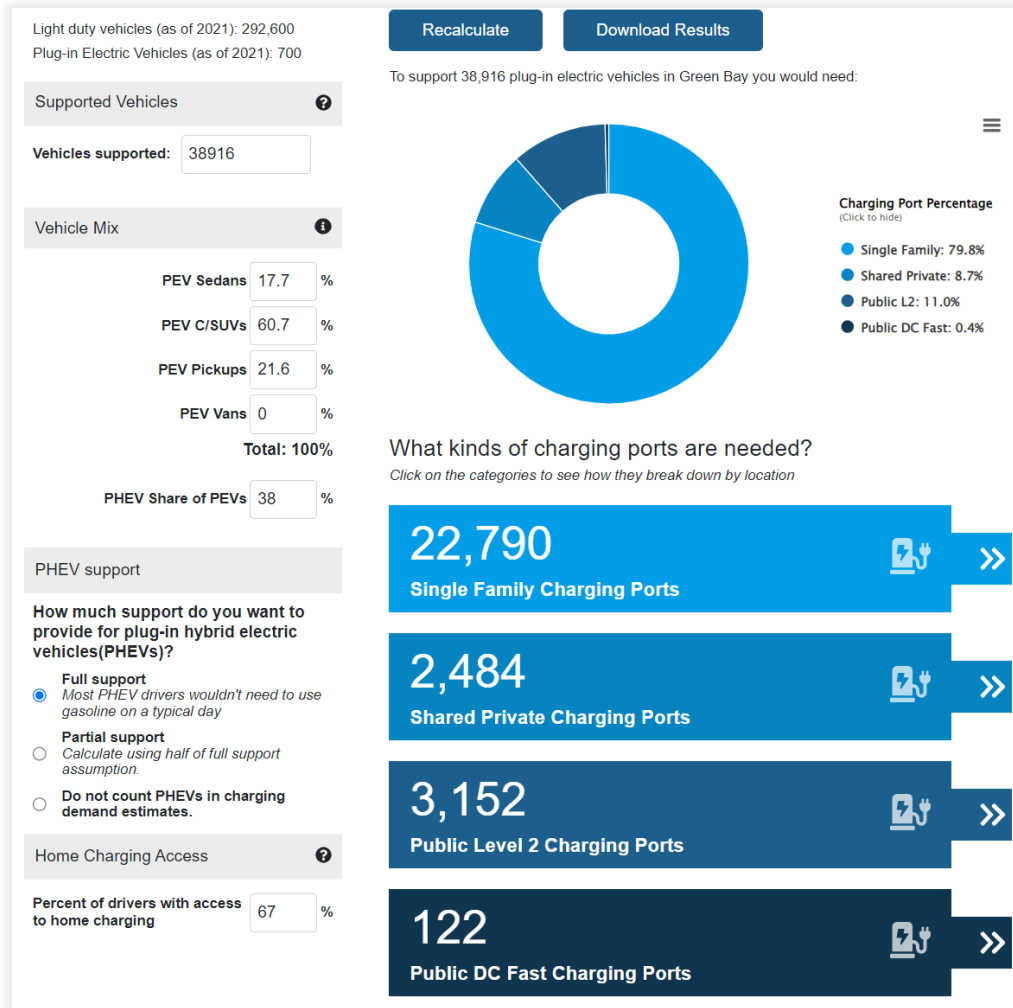 Light duty vehicles (as of 2021): 292,600
Plug-in Electric Vehicles (as of 2021): 700
Supported Vehicles
Vehicles supported: 38916
Vehicle Mix
PEV Sedans 17.7 %
PEV C/SUVs 60.7 %
PEV Pickups 21.6 %
PEV Vans 0 %
Total: 100%
PHEV Share of PEVs 38 %
PHEV support
How much support do you want to
provide for plug-in hybrid electric
vehicles(PHEVs)?
Full support
Most PHEV drivers wouldn't need to use
gasoline on a typical day
Partial support
Calculate using half of full support
assumption.
Do not count PHEVs in charging
demand estimates.
Home Charging Access
Percent of drivers with access
to home charging 67 %
Recalculate
Download Results
To support 38,916 plug-in electric vehicles in Green Bay you would need:
Charging Port Percentage
(Click to hide)
Single Family: 79.8%
Shared Private: 8.7%
Public L2: 11.0%
Public DC Fast: 0.4%
What kinds of charging ports are needed?
Click on the categories to see how they break down by location
22,790
Single Family Charging Ports
2,484
Shared Private Charging Ports
3,152
Public Level 2 Charging Ports
122
Public DC Fast Charging Ports